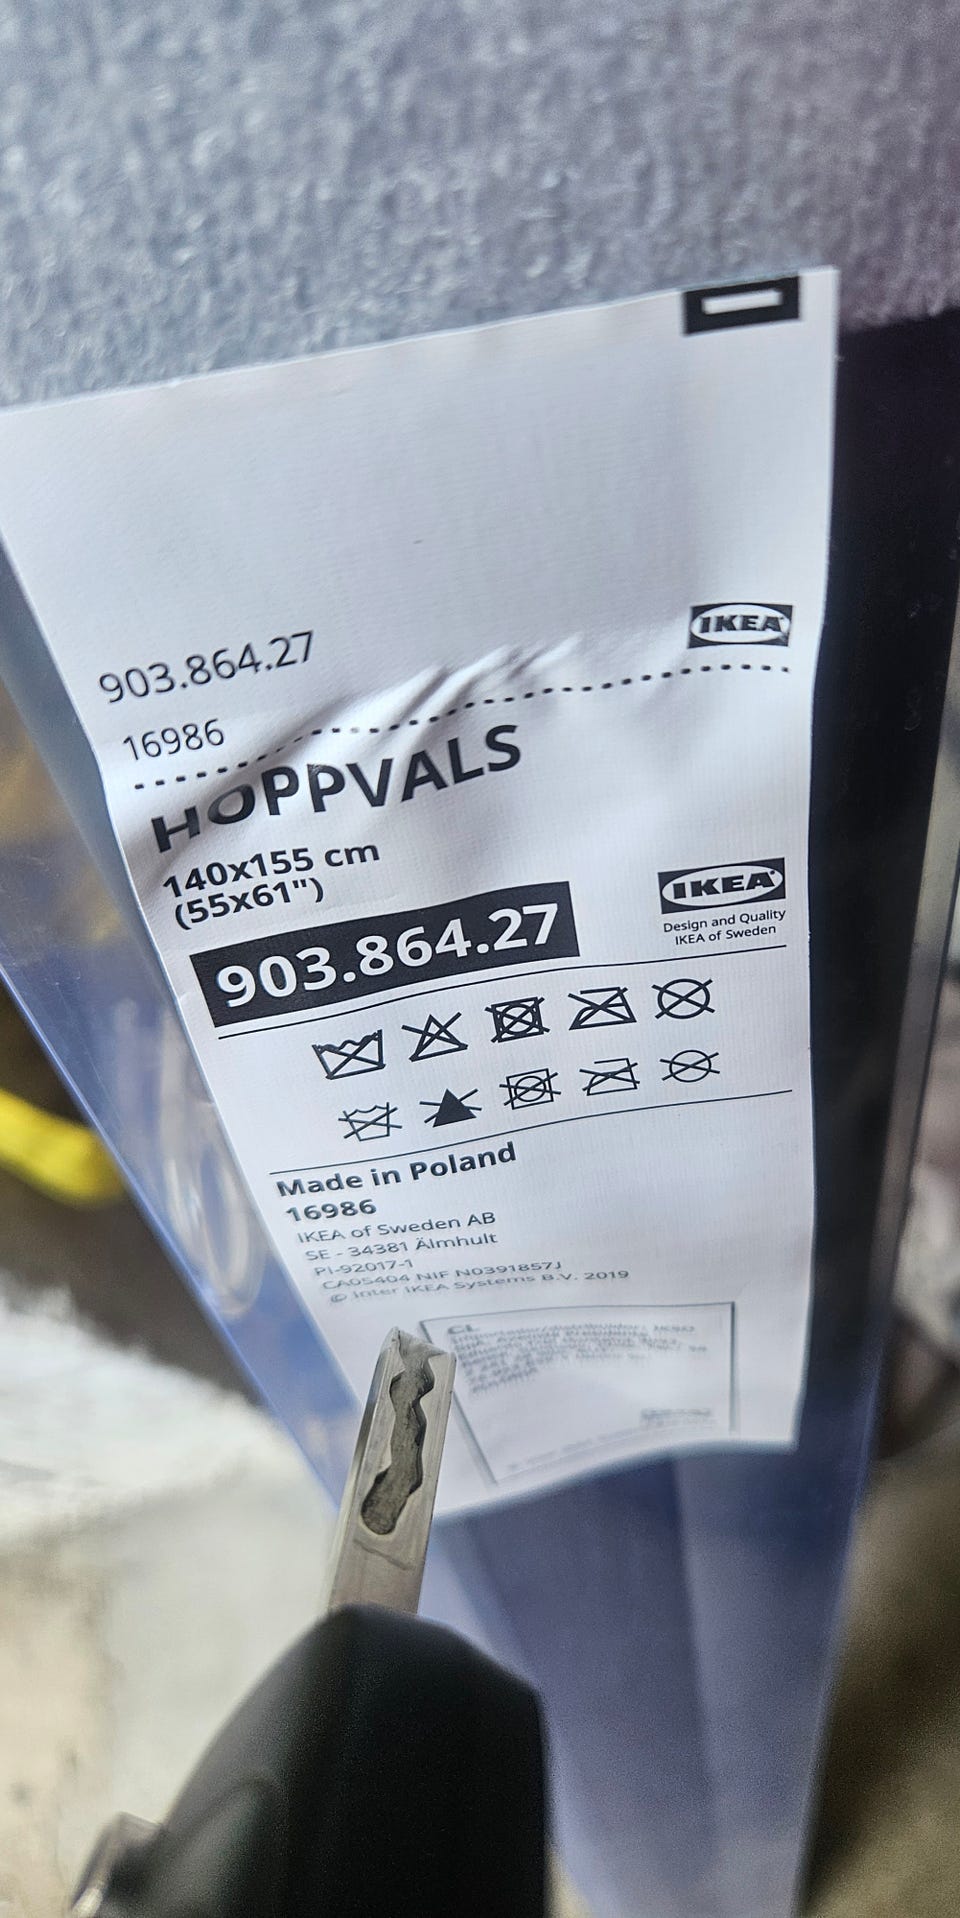 903.864.27
IKEA
16986
HOPPVALS
140x155 cm
(55x61")
903.864.27
IKEA
Design and Quality
IKEA of Sweden
Made in Poland
16986
IKEA of Sweden AB
SE - 34381 Älmhult
PI-92017-1
CA05404 NIF N0391857J
© Inter IKEA Systems B.V. 2019
CL